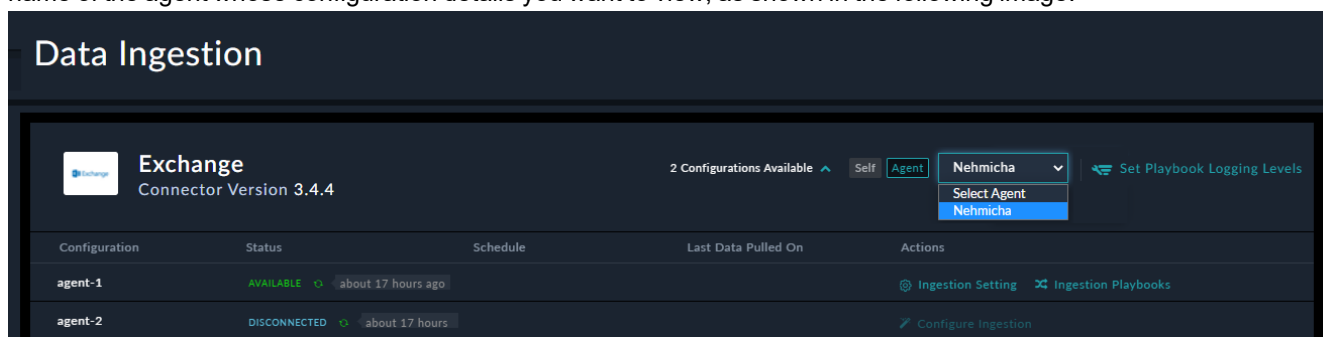 name of the agent whose configuration details you want to view, as shown in the following image:
Data Ingestion
Exchange
Exchange
Connector Version 3.4.4
2 Configurations Available
Self
Agent
Nehmicha
Set Playbook Logging Levels
Select Agent
Nehmicha
Configuration Status Schedule Last Data Pulled On Actions
agent-1 AVAILABLE about 17 hours ago Ingestion Setting Ingestion Playbooks
agent-2 DISCONNECTED about 17 hours Configure Ingestion